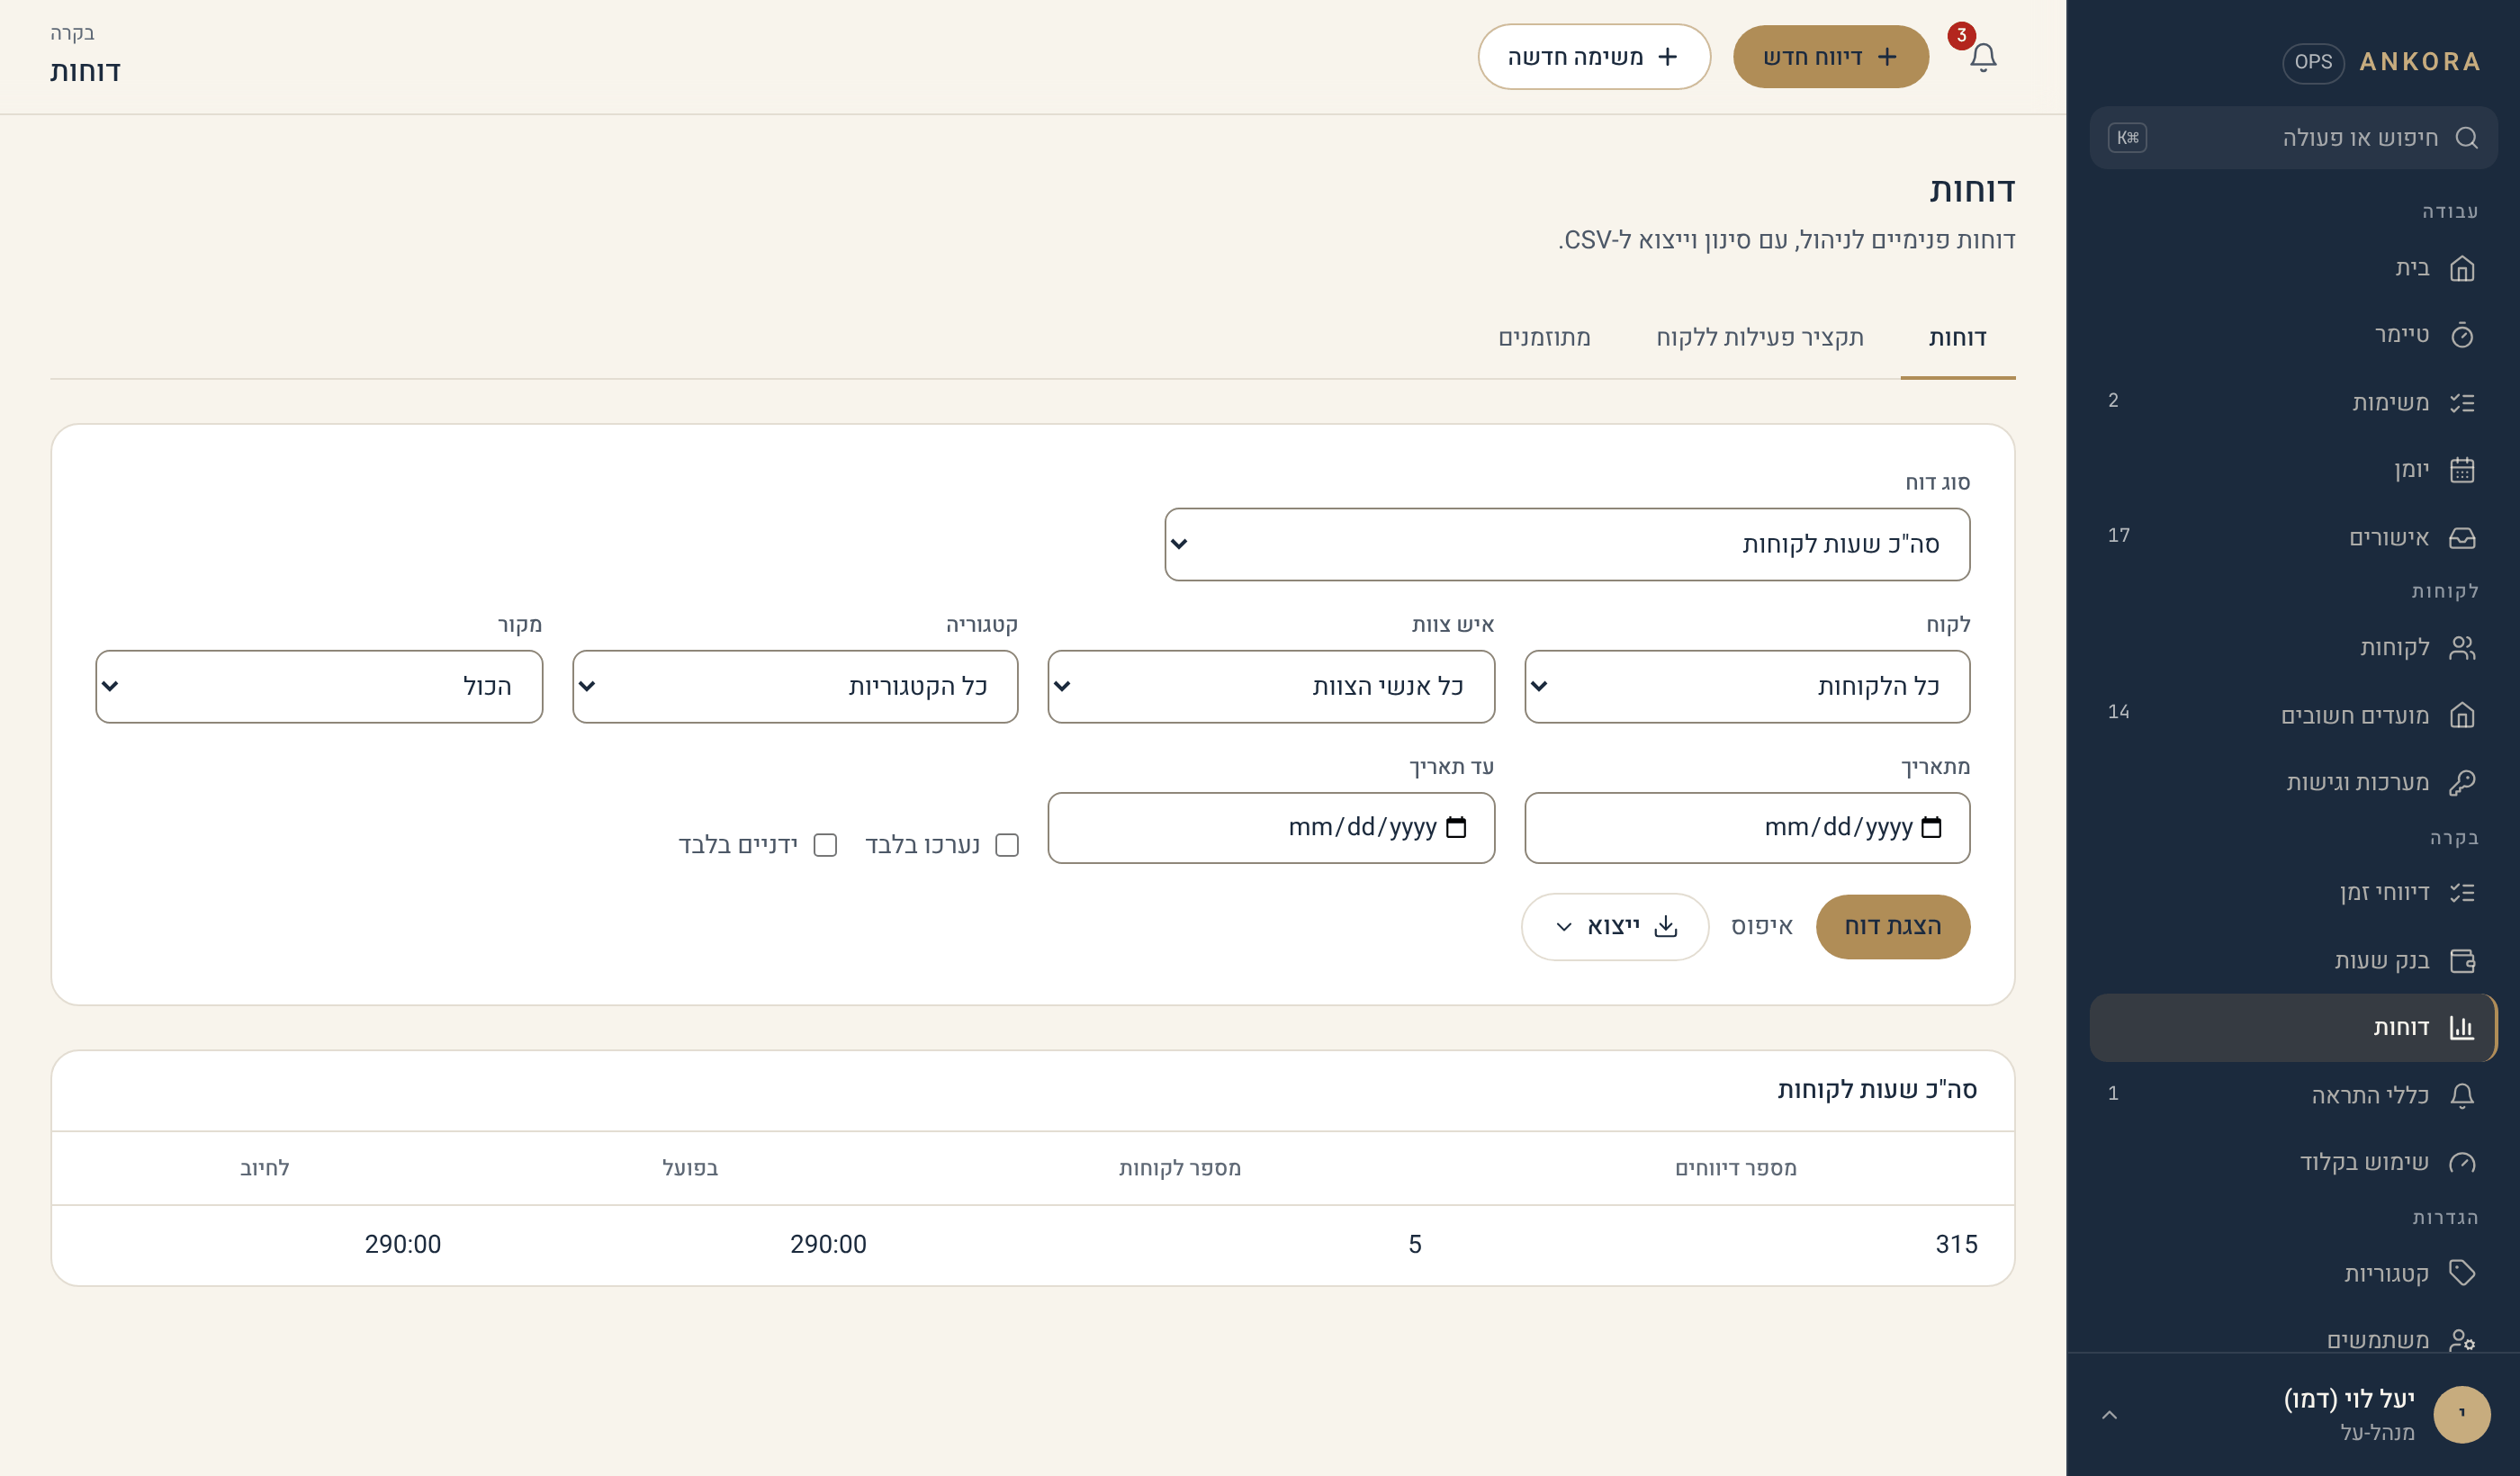 ANKORA OPS
חיפוש או פעולה ⌘K
עבודה
בית
טיימר
משימות 2
יומן
אישורים 17
לקוחות
לקוחות
מועדים חשובים 14
מערכות וגישות
בקרה
דיווחי זמן
בנק שעות
דוחות
כללי התראה 1
שימוש בקלוד
הגדרות
קטגוריות
משתמשים
י
יעל לוי (דמו)
מנהל-על
3
דיווח חדש
משימה חדשה
בקרה
דוחות
דוחות
דוחות פנימיים לניהול, עם סינון וייצוא ל-CSV.
דוחות תקציר פעילות ללקוח מתוזמנים
סוג דוח
סה"כ שעות לקוחות
לקוח איש צוות קטגוריה מקור
כל הלקוחות כל אנשי הצוות כל הקטגוריות הכול
מתאריך עד תאריך
mm/dd/yyyy mm/dd/yyyy נערכו בלבד ידניים בלבד
הצגת דוח איפוס ייצוא
סה"כ שעות לקוחות
מספר דיווחים מספר לקוחות בפועל לחיוב
315 5 290:00 290:00